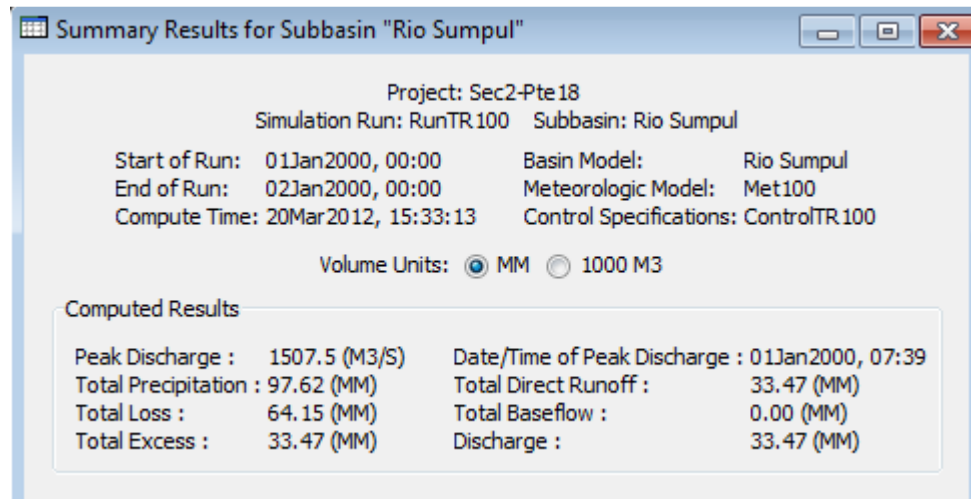 Summary Results for Subbasin "Rio Sumpul"
Project: Sec2-Pte18
Simulation Run: RunTR100 Subbasin: Rio Sumpul
Start of Run: 01Jan2000, 00:00 Basin Model: Rio Sumpul
End of Run: 02Jan2000, 00:00 Meteorologic Model: Met100
Compute Time: 20Mar2012, 15:33:13 Control Specifications: ControlTR100
Volume Units: MM 1000 M3
Computed Results
Peak Discharge : 1507.5 (M3/S) Date/Time of Peak Discharge : 01Jan2000, 07:39
Total Precipitation : 97.62 (MM) Total Direct Runoff : 33.47 (MM)
Total Loss : 64.15 (MM) Total Baseflow : 0.00 (MM)
Total Excess : 33.47 (MM) Discharge : 33.47 (MM)